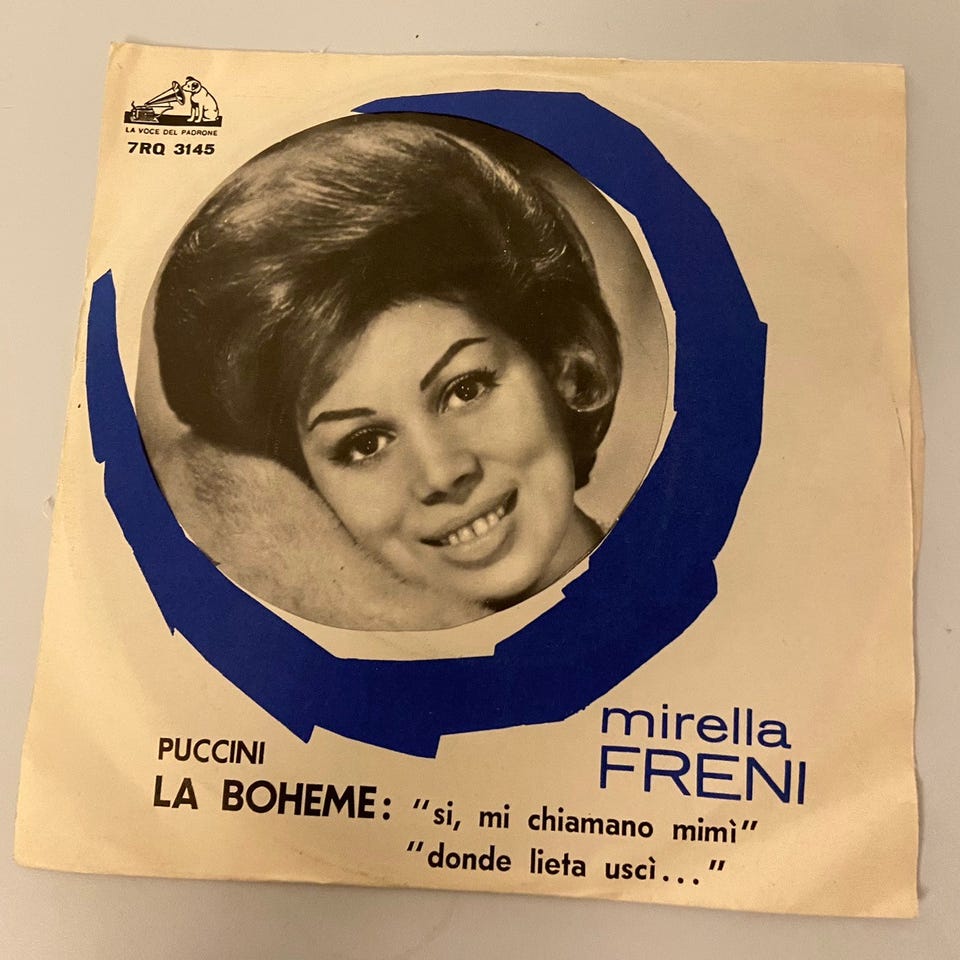 LA VOCE DEL PADRONE
7RQ 3145
mirella
FRENI
PUCCINI
LA BOHEME: "si, mi chiamano mimì"
"donde lieta uscì..."